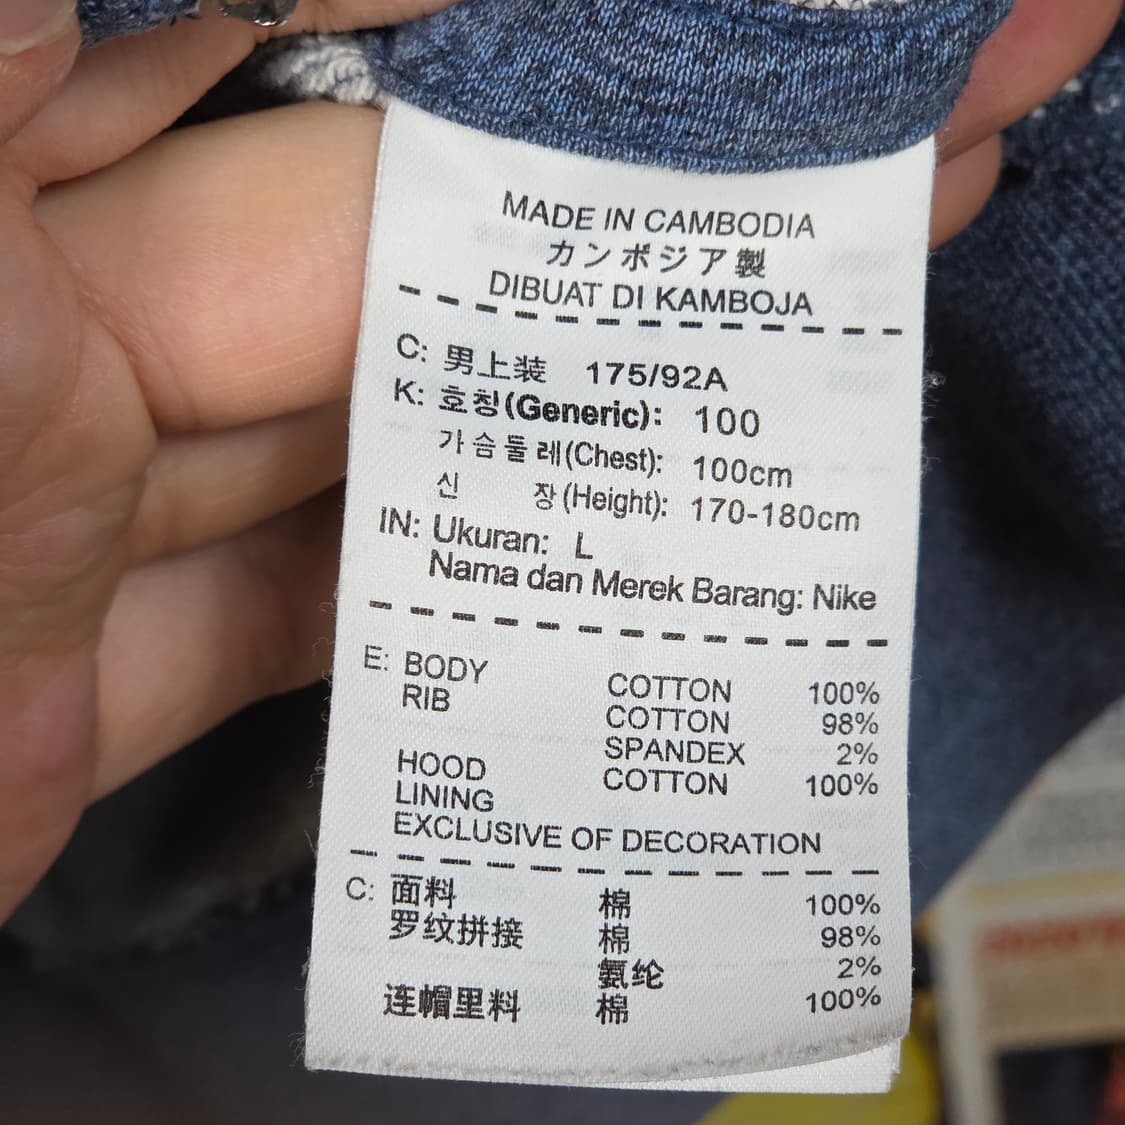 MADE IN CAMBODIA
カンボジア製
DIBUAT DI KAMBOJA
C: 男上装 175/92A
K: 호칭(Generic): 100
가슴둘레(Chest): 100cm
신 장(Height): 170-180cm
IN: Ukuran: L
Nama dan Merek Barang: Nike
E: BODY COTTON 100%
RIB COTTON 98%
SPANDEX 2%
HOOD COTTON 100%
LINING
EXCLUSIVE OF DECORATION
C: 面料 棉 100%
罗纹拼接 棉 98%
氨纶 2%
连帽里料 棉 100%